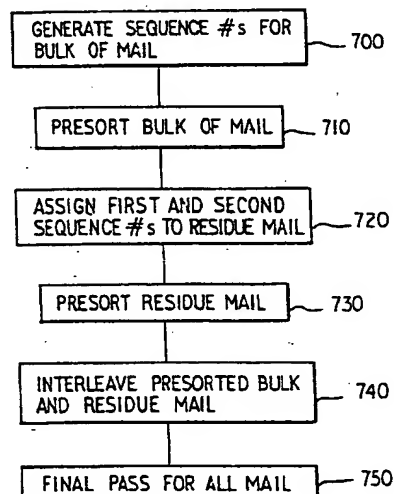 GENERATE SEQUENCE #s FOR
BULK OF MAIL
700
PRESORT BULK OF MAIL
710
ASSIGN FIRST AND SECOND
SEQUENCE #s TO RESIDUE MAIL
720
PRESORT RESIDUE MAIL
730
INTERLEAVE PRESORTED BULK
AND RESIDUE MAIL
740
FINAL PASS FOR ALL MAIL
750